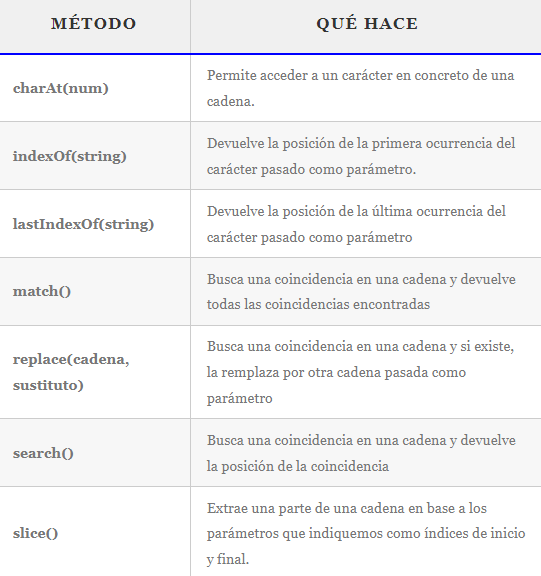 MÉTODO QUÉ HACE
charAt(num)
Permite acceder a un carácter en concreto de una
cadena.
indexOf(string)
Devuelve la posición de la primera ocurrencia del
carácter pasado como parámetro.
lastIndexOf(string)
Devuelve la posición de la última ocurrencia del
carácter pasado como parámetro
match()
Busca una coincidencia en una cadena y devuelve
todas las coincidencias encontradas
replace(cadena,
sustituto)
Busca una coincidencia en una cadena y si existe,
la remplaza por otra cadena pasada como
parámetro
search()
Busca una coincidencia en una cadena y devuelve
la posición de la coincidencia
slice()
Extrae una parte de una cadena en base a los
parámetros que indiquemos como índices de inicio
y final.